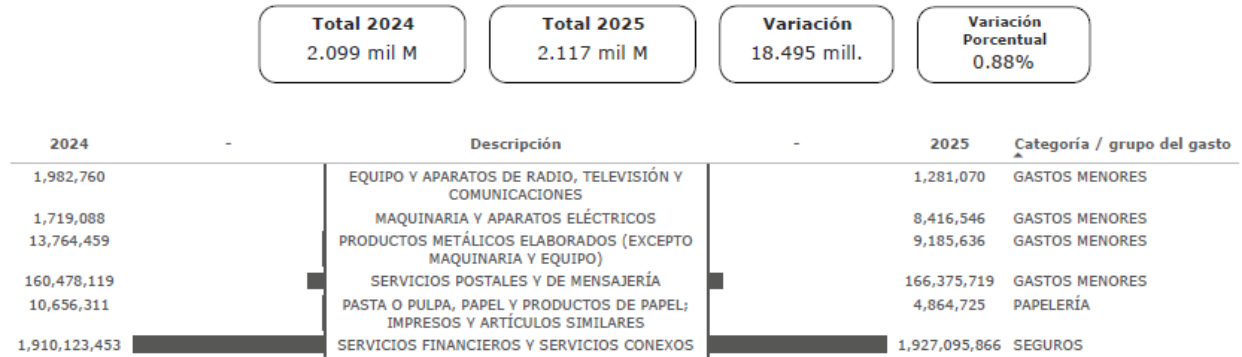 Total 2024
2.099 mil M
Total 2025
2.117 mil M
Variación
18.495 mill.
Variación
Porcentual
0.88%
2024 - Descripción - 2025 Categoría / grupo del gasto
1,982,760 EQUIPO Y APARATOS DE RADIO, TELEVISIÓN Y 1,281,070 GASTOS MENORES
COMUNICACIONES
1,719,088 MAQUINARIA Y APARATOS ELÉCTRICOS 8,416,546 GASTOS MENORES
13,764,459 PRODUCTOS METÁLICOS ELABORADOS (EXCEPTO 9,185,636 GASTOS MENORES
MAQUINARIA Y EQUIPO)
160,478,119 SERVICIOS POSTALES Y DE MENSAJERÍA 166,375,719 GASTOS MENORES
10,656,311 PASTA O PULPA, PAPEL Y PRODUCTOS DE PAPEL; 4,864,725 PAPELERÍA
IMPRESOS Y ARTÍCULOS SIMILARES
1,910,123,453 SERVICIOS FINANCIEROS Y SERVICIOS CONEXOS 1,927,095,866 SEGUROS